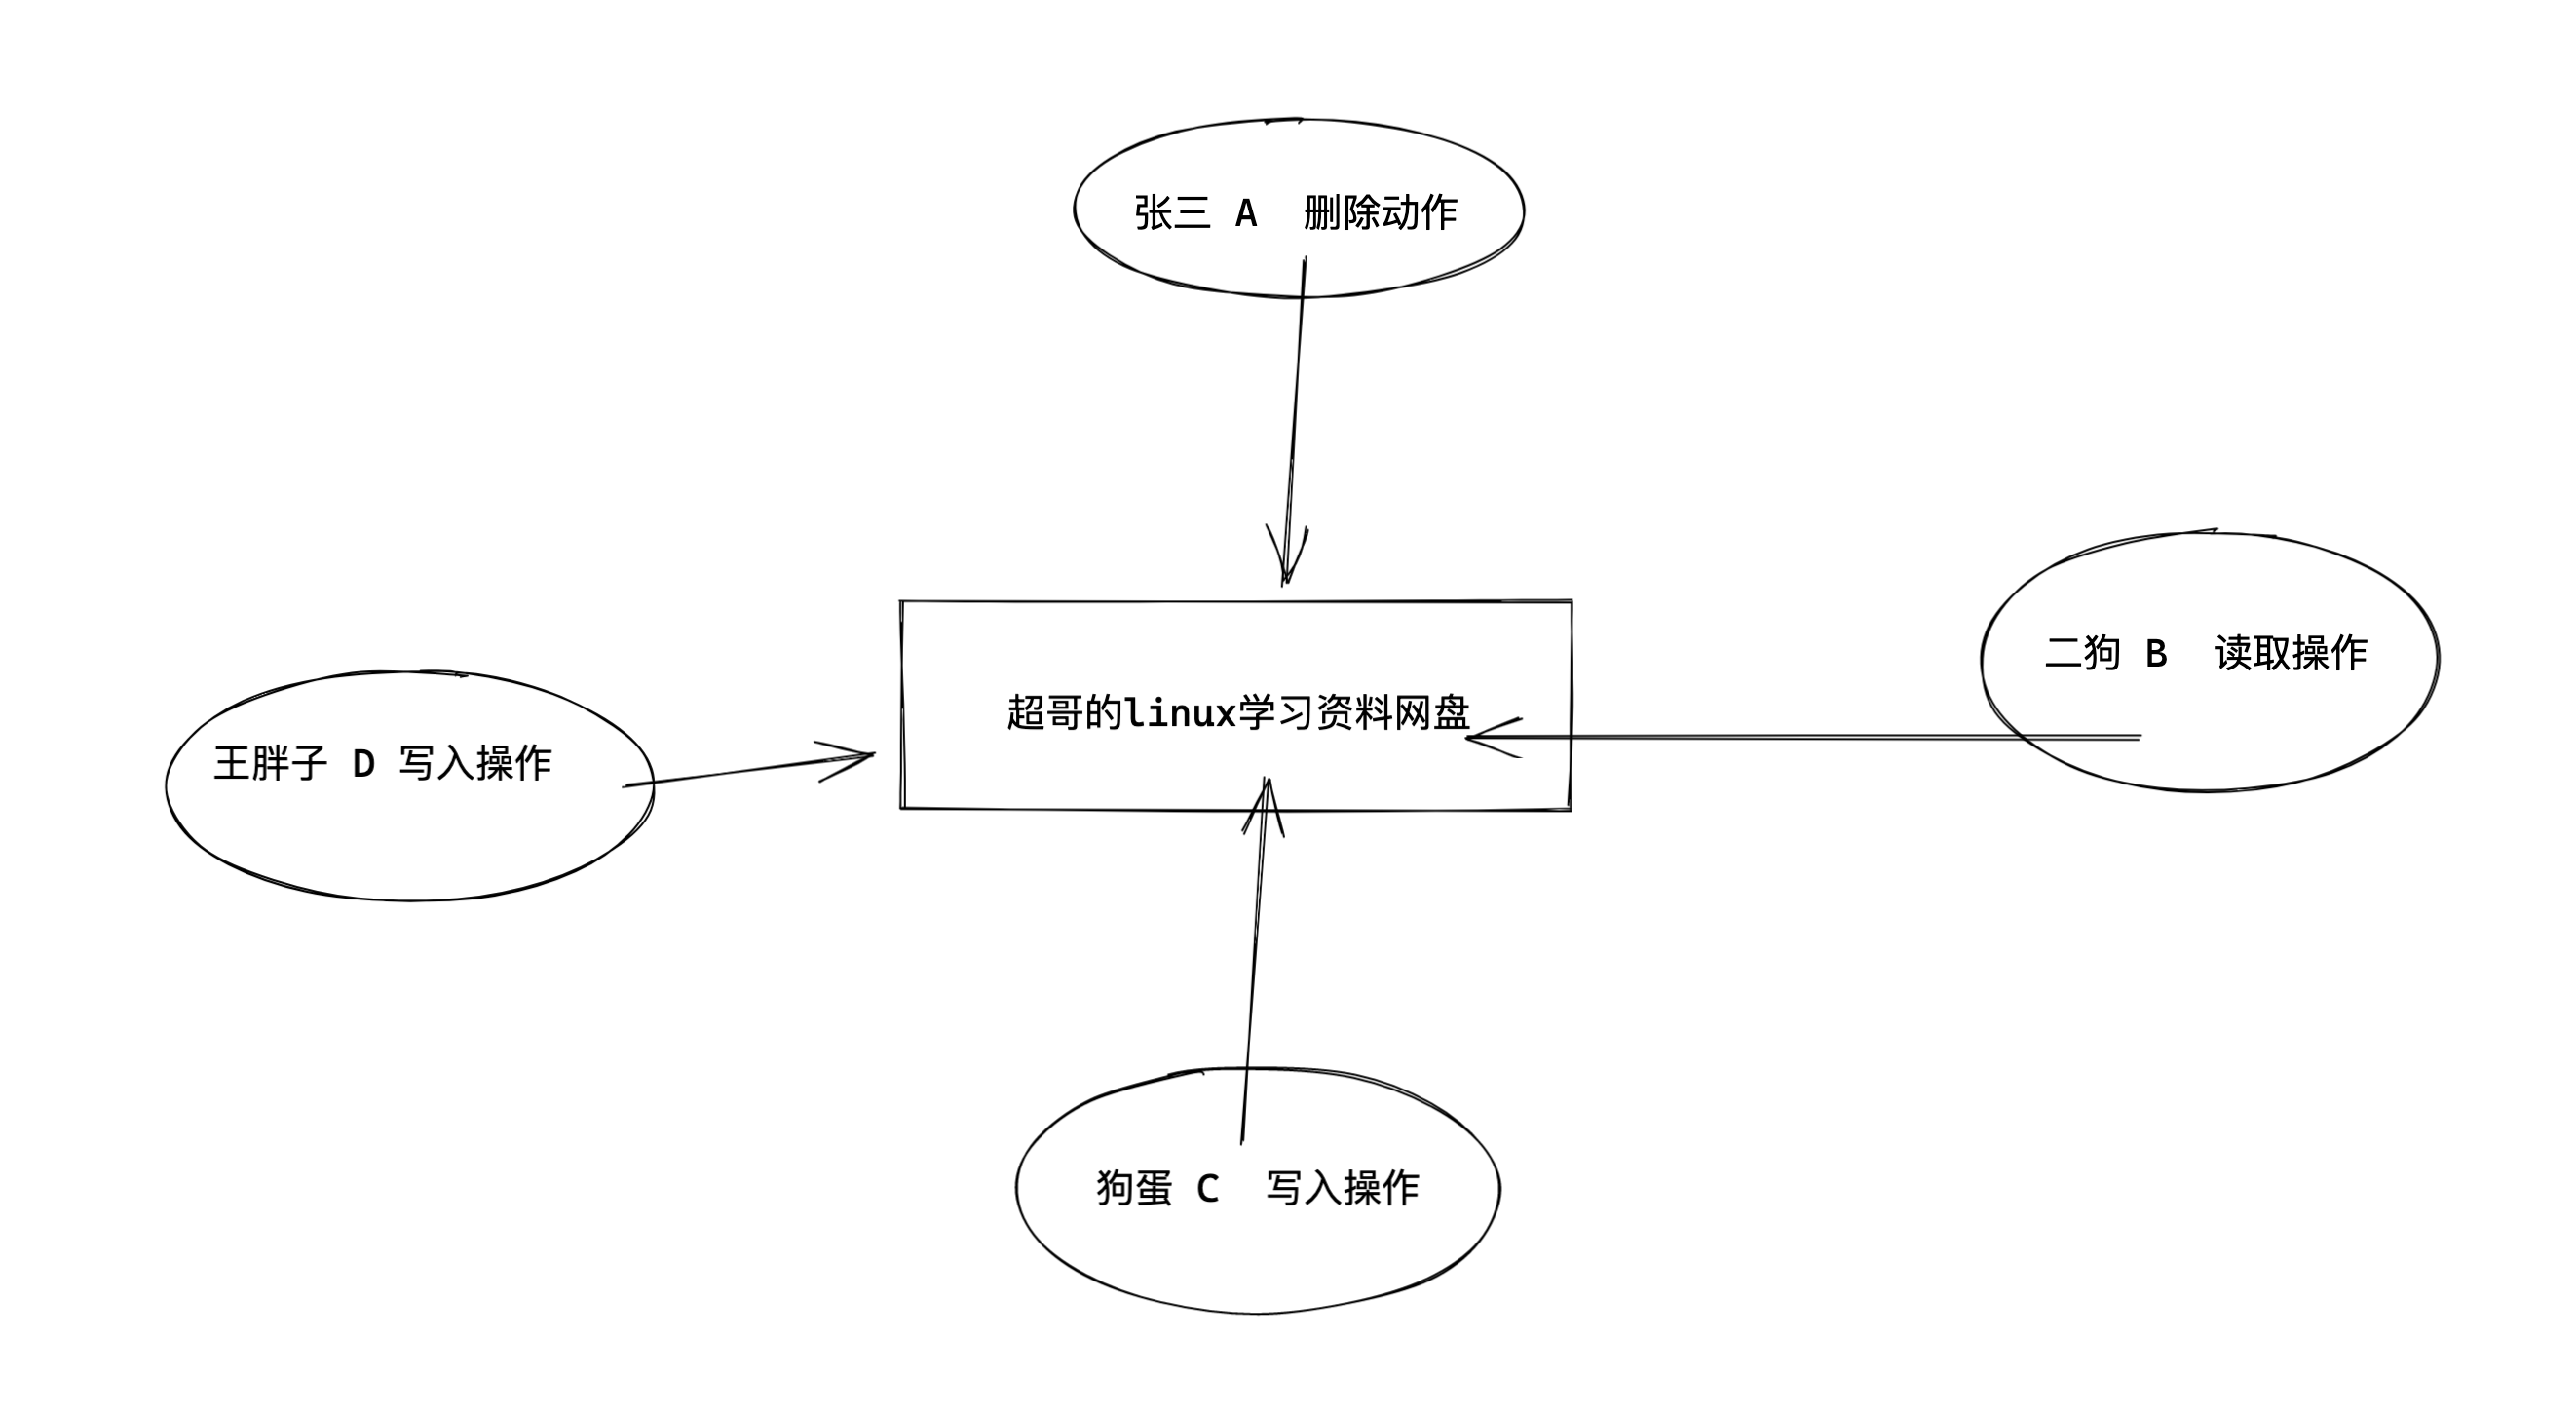 张三 A  删除动作
二狗 B  读取操作
超哥的linux学习资料网盘
王胖子 D 写入操作
狗蛋 C  写入操作